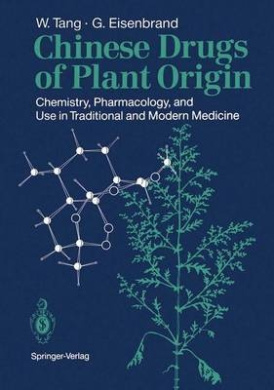 W. Tang · G. Eisenbrand
Chinese Drugs
of Plant Origin
Chemistry, Pharmacology, and
Use in Traditional and Modern Medicine
Springer-Verlag